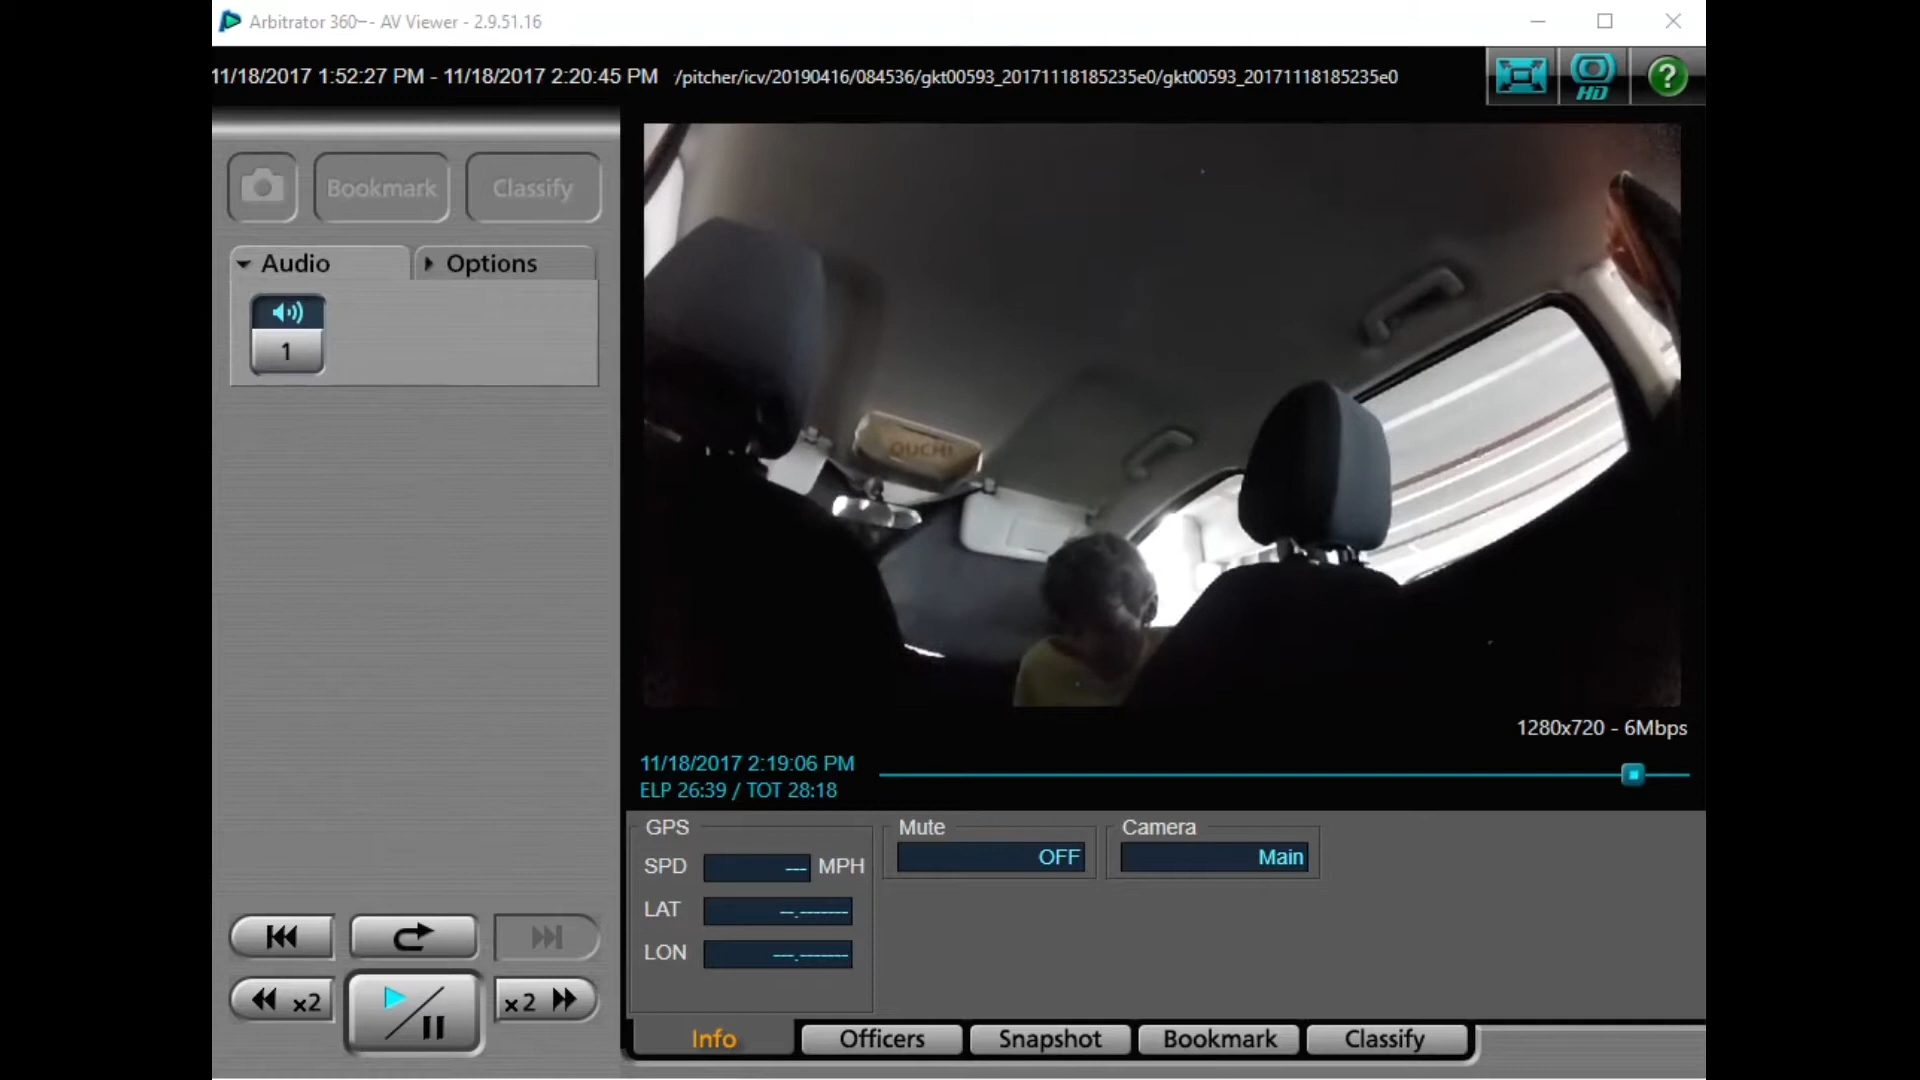 Arbitrator 360~- AV Viewer - 2.9.51.16
11/18/2017 1:52:27 PM - 11/18/2017 2:20:45 PM /pitcher/icv/20190416/084536/gkt00593_20171118185235e0/gkt00593_20171118185235e0
HD
?
Bookmark
Classify
Audio
Options
1
OUCH!
1280x720 - 6Mbps
11/18/2017 2:19:06 PM
ELP 26:39 / TOT 28:18
GPS
Mute
Camera
SPD --- MPH
OFF
Main
LAT --.-------
LON ---.-------
x2
x2
Info
Officers
Snapshot
Bookmark
Classify